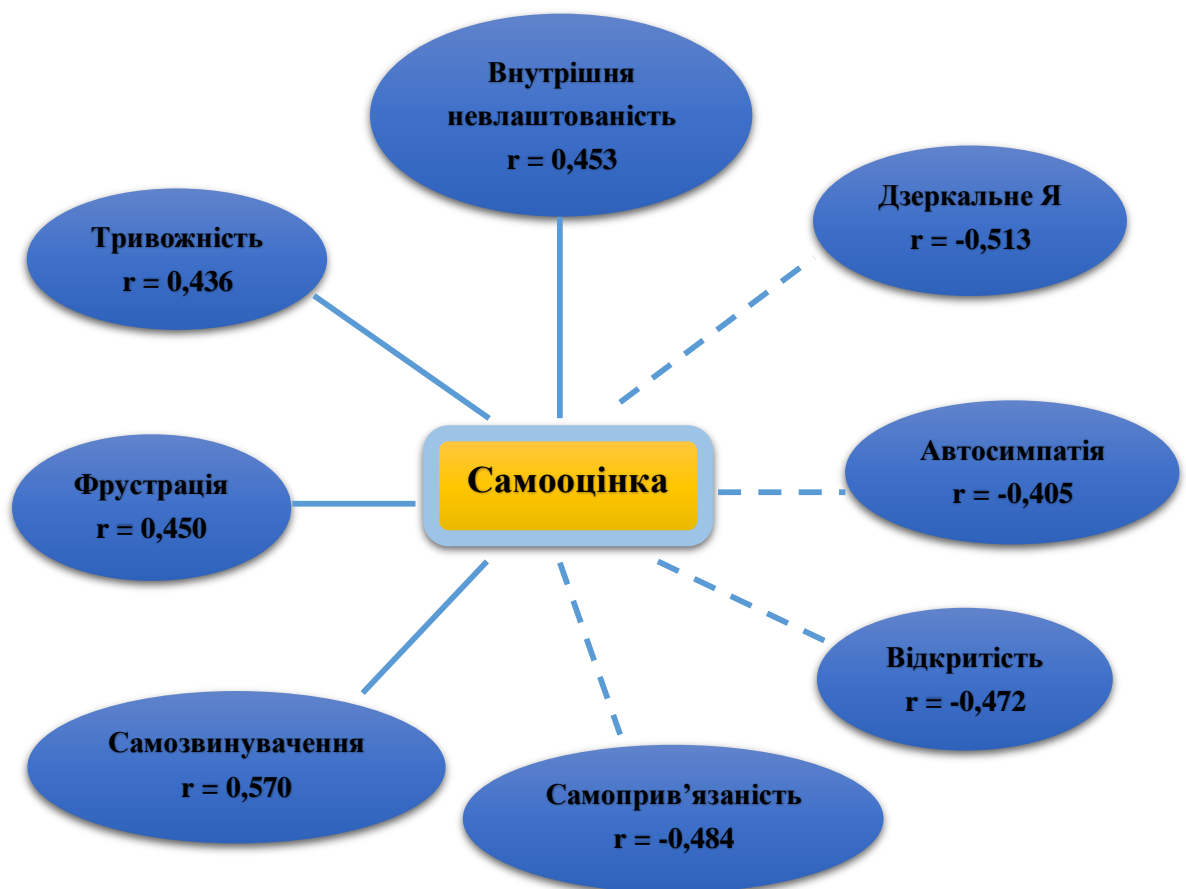 Внутрішня
невлаштованість
r = 0,453
Дзеркальне Я
r = -0,513
Тривожність
r = 0,436
Автосимпатія
r = -0,405
Самооцінка
Фрустрація
r = 0,450
Відкритість
r = -0,472
Самозвинувачення
r = 0,570
Самоприв’язаність
r = -0,484